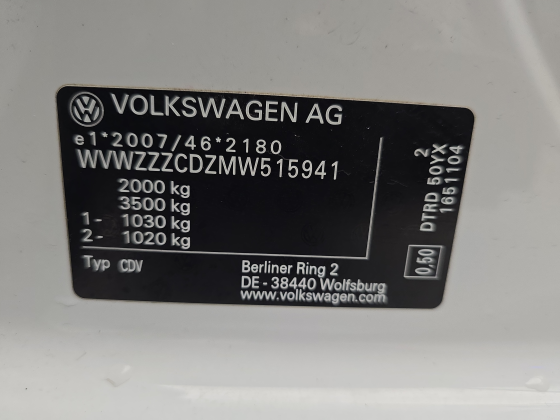 VOLKSWAGEN AG
e1*2007/46*2180
WVWZZZCDZMW515941
2000 kg
3500 kg
1- 1030 kg
2- 1020 kg
Typ CDV
Berliner Ring 2
DE - 38440 Wolfsburg
www.volkswagen.com
0,50
2
DTRD 50YX
1651104